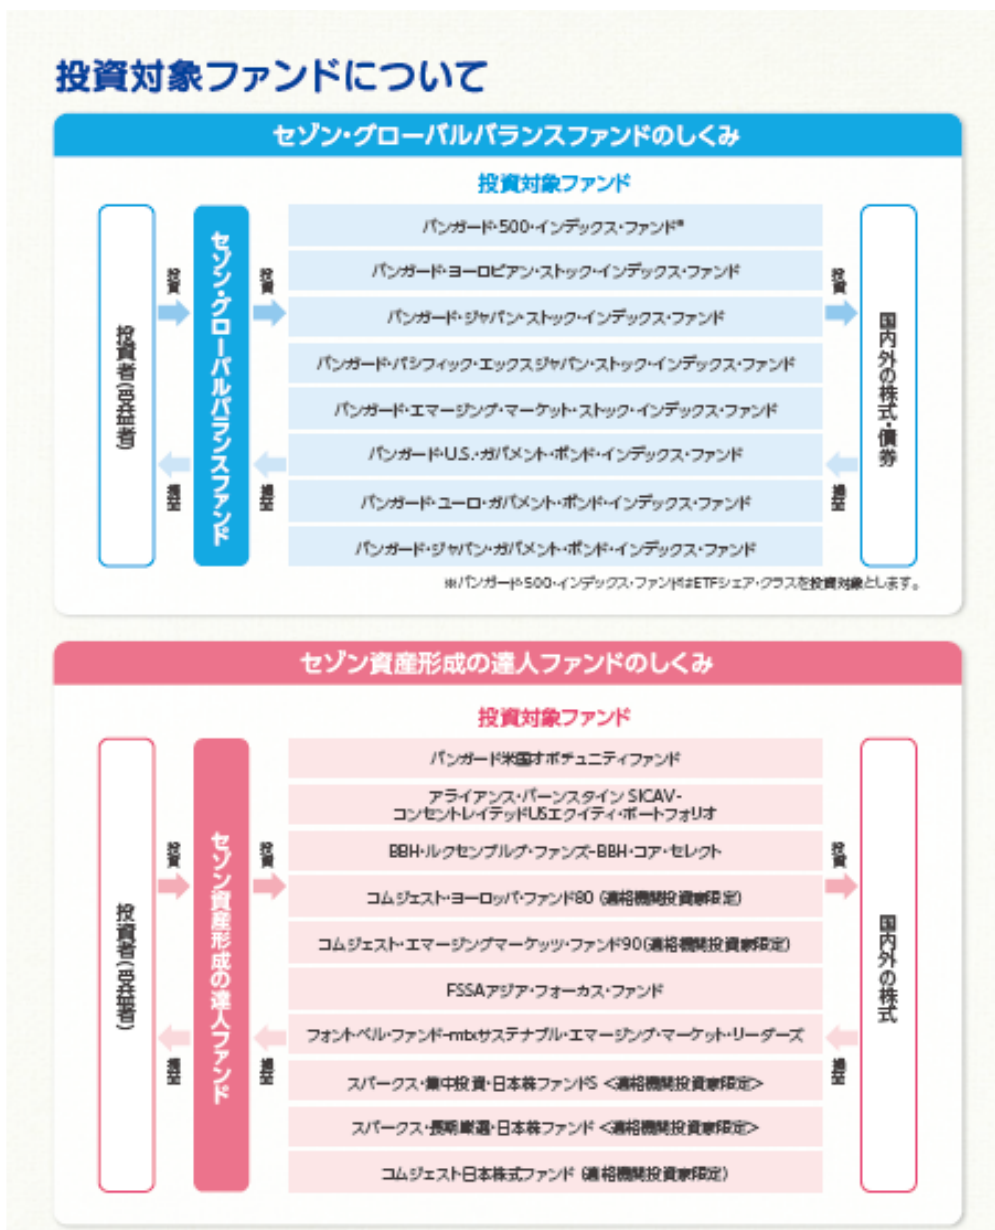 投資対象ファンドについて
セゾン・グローバルバランスファンドのしくみ
投資対象ファンド
投資者(受益者)
投資
損益
セゾン・グローバルバランスファンド
投資
損益
バンガード・500・インデックス・ファンド※
バンガード・ヨーロピアン・ストック・インデックス・ファンド
バンガード・ジャパン・ストック・インデックス・ファンド
バンガード・パシフィック・エックスジャパン・ストック・インデックス・ファンド
バンガード・エマージング・マーケット・ストック・インデックス・ファンド
バンガード・U.S.・ガバメント・ボンド・インデックス・ファンド
バンガード・ユーロ・ガバメント・ボンド・インデックス・ファンド
バンガード・ジャパン・ガバメント・ボンド・インデックス・ファンド
投資
損益
国内外の株式・債券
※バンガード・500・インデックス・ファンドはETFシェア・クラスを投資対象とします。
セゾン資産形成の達人ファンドのしくみ
投資対象ファンド
投資者(受益者)
投資
損益
セゾン資産形成の達人ファンド
投資
損益
バンガード米国オポチュニティファンド
アライアンス・バーンスタイン SICAV-
コンセントレイテッドUSエクイティ・ポートフォリオ
BBH・ルクセンブルグ・ファンズ-BBH・コア・セレクト
コムジェスト・ヨーロッパ・ファンド80 (適格機関投資家限定)
コムジェスト・エマージングマーケッツ・ファンド90(適格機関投資家限定)
FSSAアジア・フォーカス・ファンド
フォントベル・ファンド-mtxサステナブル・エマージング・マーケット・リーダーズ
スパークス・集中投資・日本株ファンドS <適格機関投資家限定>
スパークス・長期厳選・日本株ファンド <適格機関投資家限定>
コムジェスト日本株式ファンド (適格機関投資家限定)
投資
損益
国内外の株式